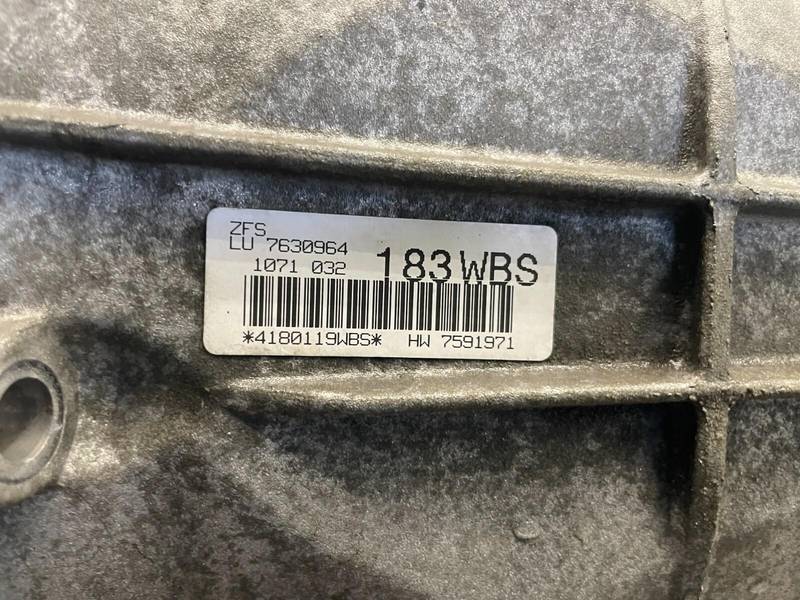 ZFS
LU 7630964
1071 032 183WBS
*4180119WBS* HW 7591971